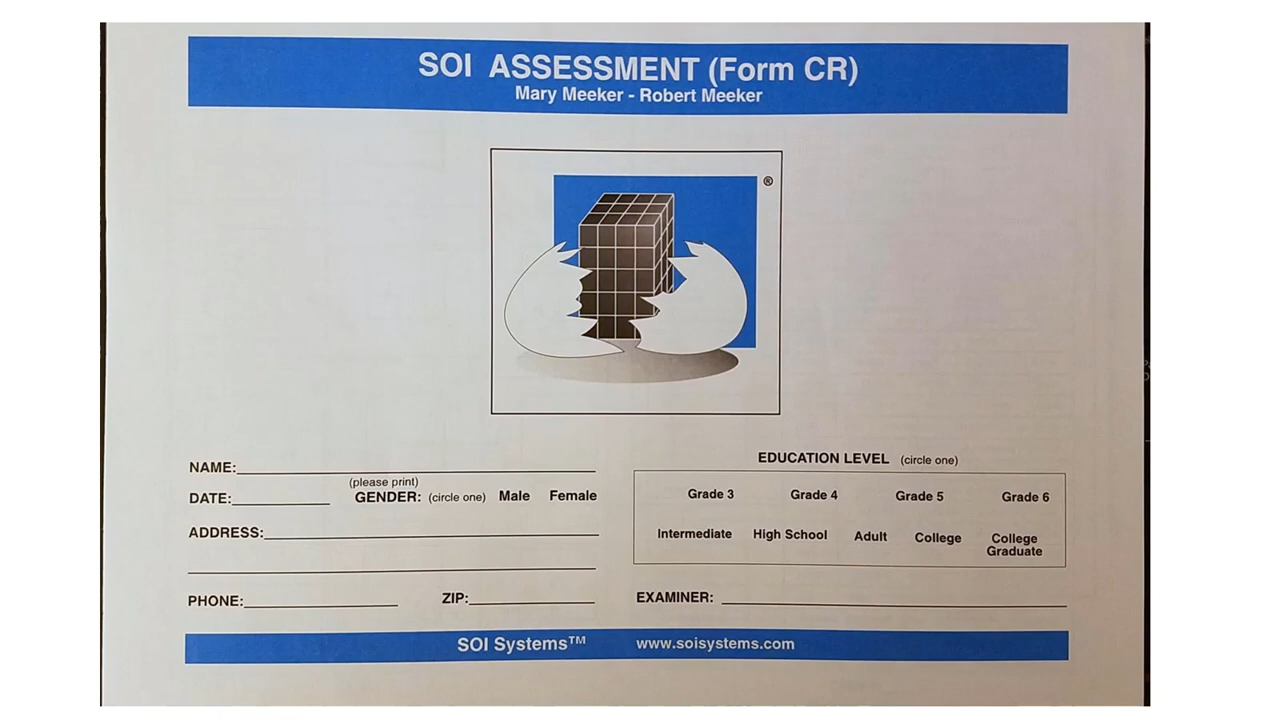 SOI ASSESSMENT (Form CR)
Mary Meeker - Robert Meeker
®
NAME:
(please print)
DATE: GENDER: (circle one) Male Female
ADDRESS:
PHONE: ZIP:
EDUCATION LEVEL (circle one)
Grade 3 Grade 4 Grade 5 Grade 6
Intermediate High School Adult College College Graduate
EXAMINER:
SOI Systems™ www.soisystems.com